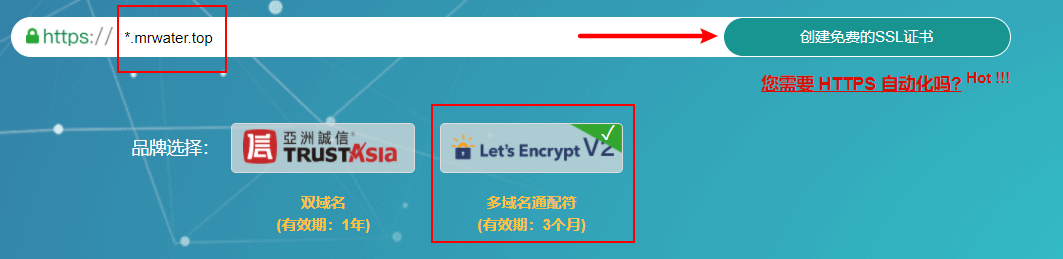 https:// *.mrwater.top 创建免费的SSL证书
您需要 HTTPS 自动化吗? Hot !!!
品牌选择: 亞洲誠信® TRUSTASIA Let's Encrypt V2
双域名 多域名通配符
(有效期：1年) (有效期：3个月)